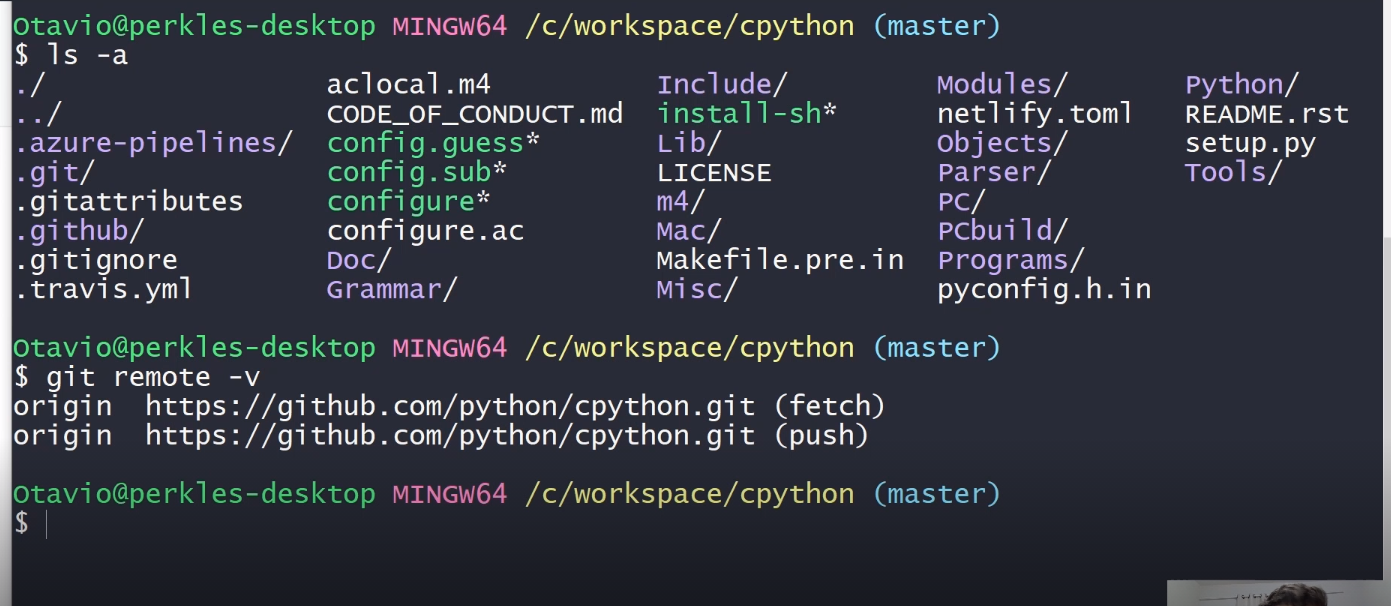 Otavio@perkles-desktop MINGW64 /c/workspace/cpython (master)
$ ls -a
./ aclocal.m4 Include/ Modules/ Python/
../ CODE_OF_CONDUCT.md install-sh* netlify.toml README.rst
.azure-pipelines/ config.guess* Lib/ Objects/ setup.py
.git/ config.sub* LICENSE Parser/ Tools/
.gitattributes configure* m4/ PC/
.github/ configure.ac Mac/ PCbuild/
.gitignore Doc/ Makefile.pre.in Programs/
.travis.yml Grammar/ Misc/ pyconfig.h.in
Otavio@perkles-desktop MINGW64 /c/workspace/cpython (master)
$ git remote -v
origin https://github.com/python/cpython.git (fetch)
origin https://github.com/python/cpython.git (push)
Otavio@perkles-desktop MINGW64 /c/workspace/cpython (master)
$